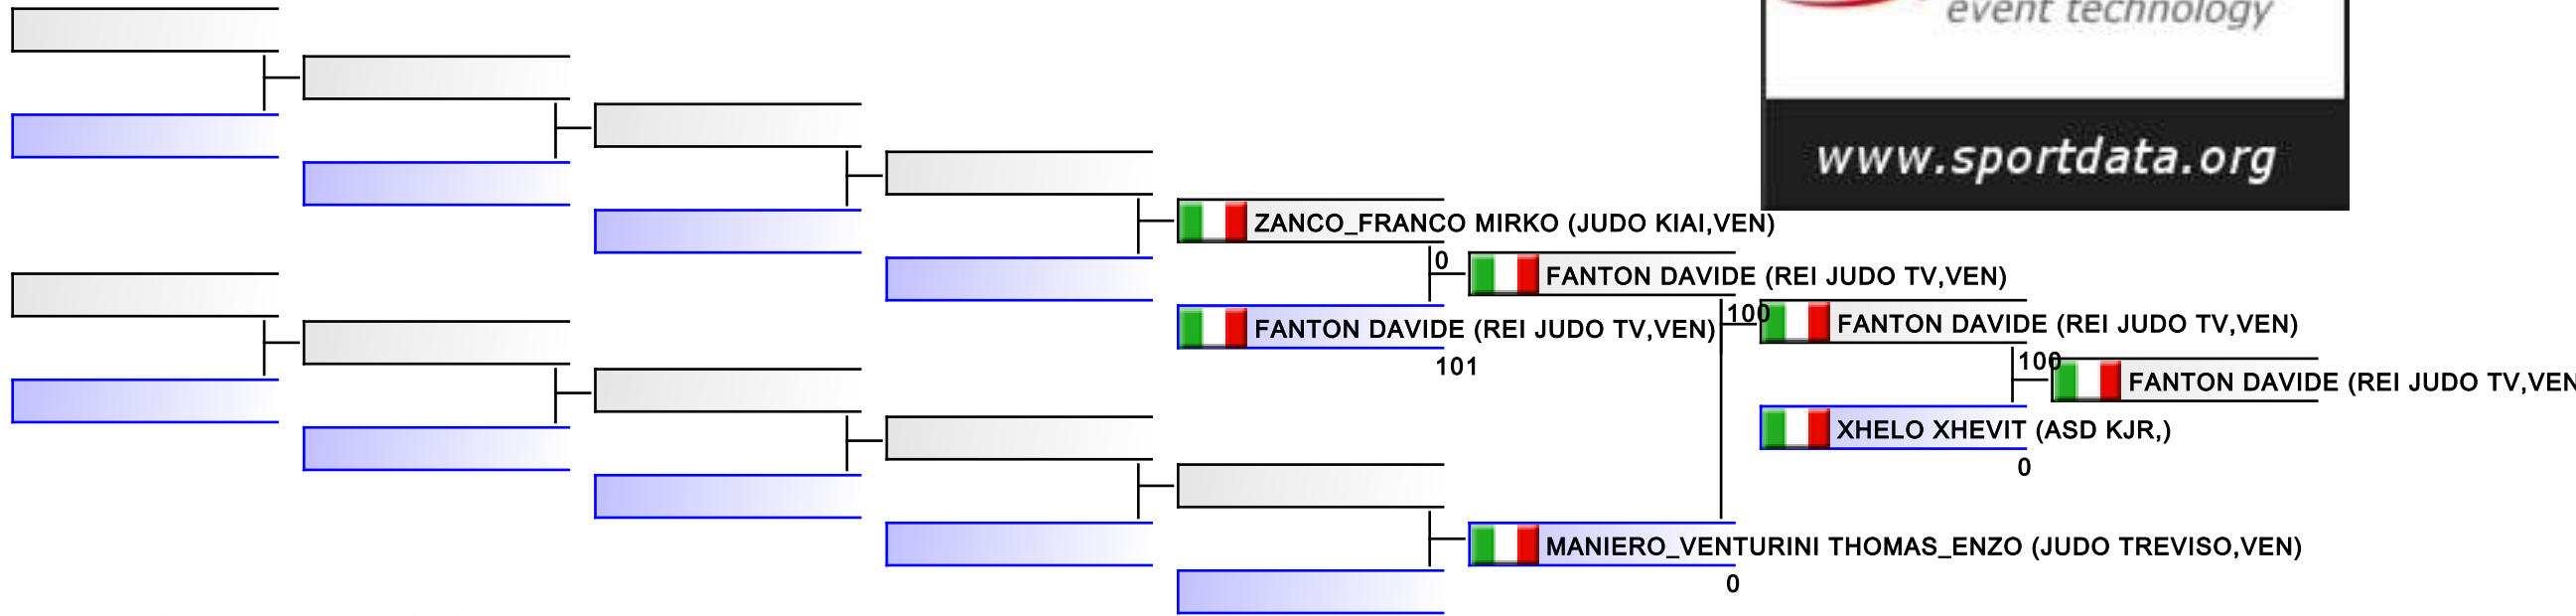 event technology
www.sportdata.org
ZANCO_FRANCO MIRKO (JUDO KIAI,VEN)
0
FANTON DAVIDE (REI JUDO TV,VEN)
FANTON DAVIDE (REI JUDO TV,VEN)
101
100
FANTON DAVIDE (REI JUDO TV,VEN)
100
FANTON DAVIDE (REI JUDO TV,VEN
XHELO XHEVIT (ASD KJR,)
0
MANIERO_VENTURINI THOMAS_ENZO (JUDO TREVISO,VEN)
0